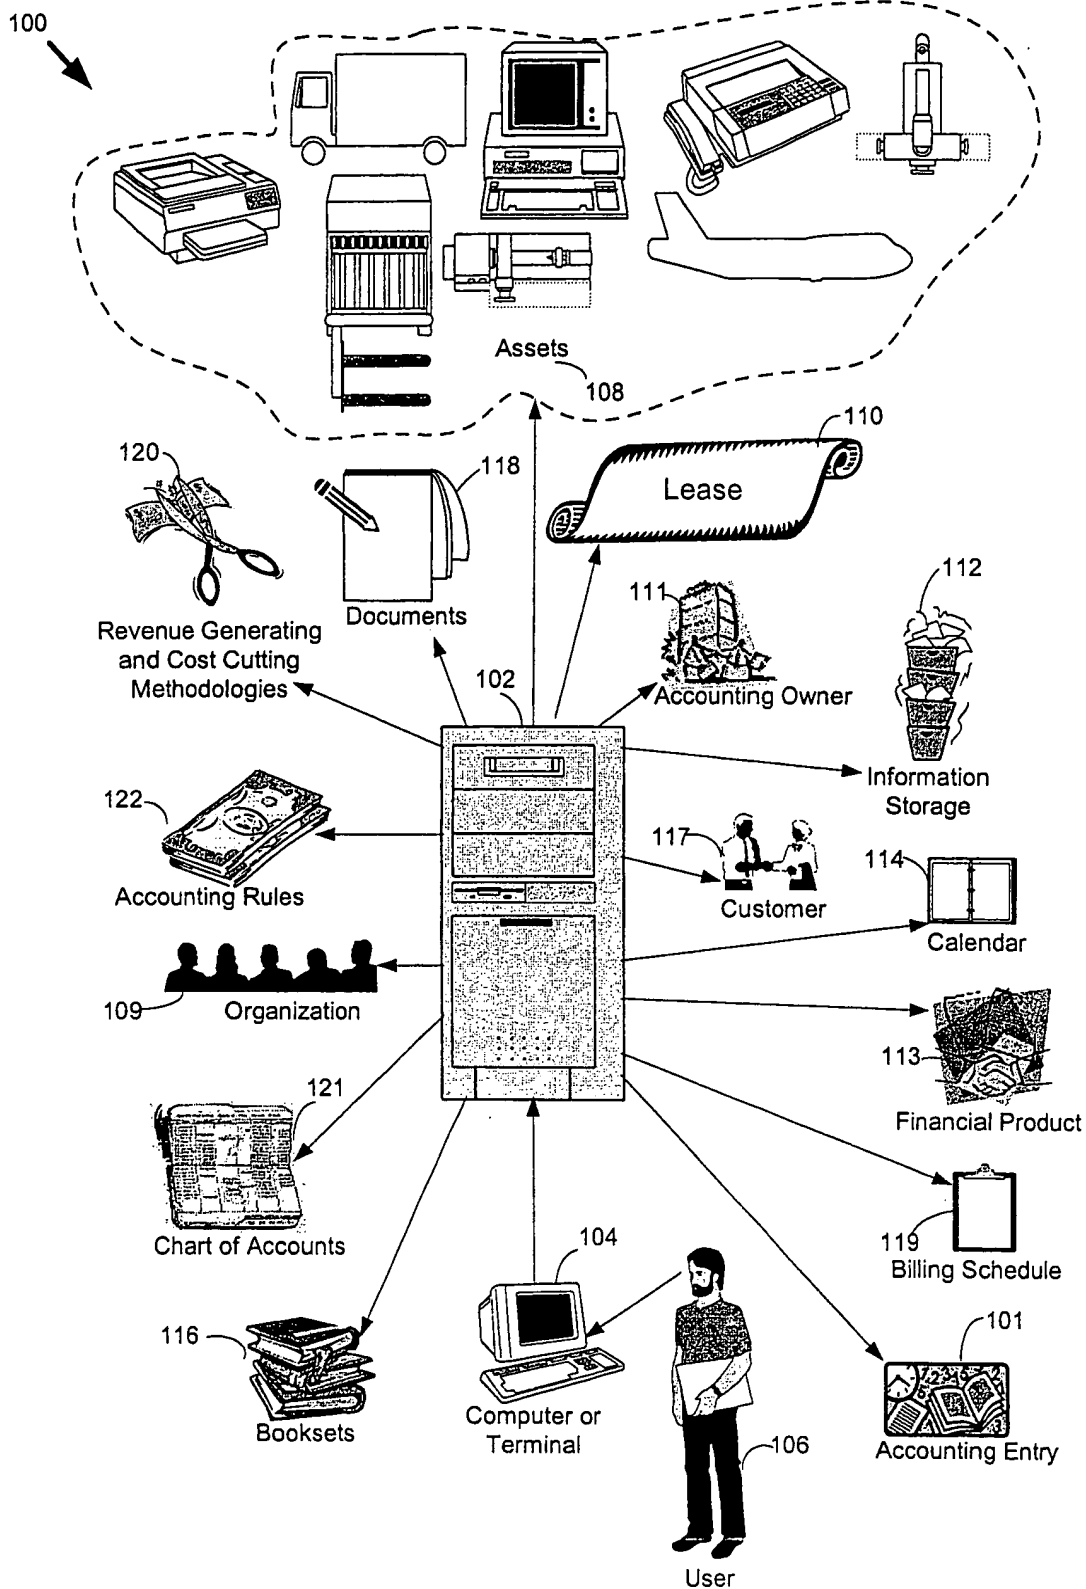 100
Assets
108
110
Lease
120
118
Documents
Revenue Generating
and Cost Cutting
Methodologies
111
Accounting Owner
112
Information
Storage
102
122
Accounting Rules
117
Customer
114
Calendar
109
Organization
113
Financial Product
121
Chart of Accounts
119
Billing Schedule
104
Computer or
Terminal
116
Booksets
101
Accounting Entry
106
User